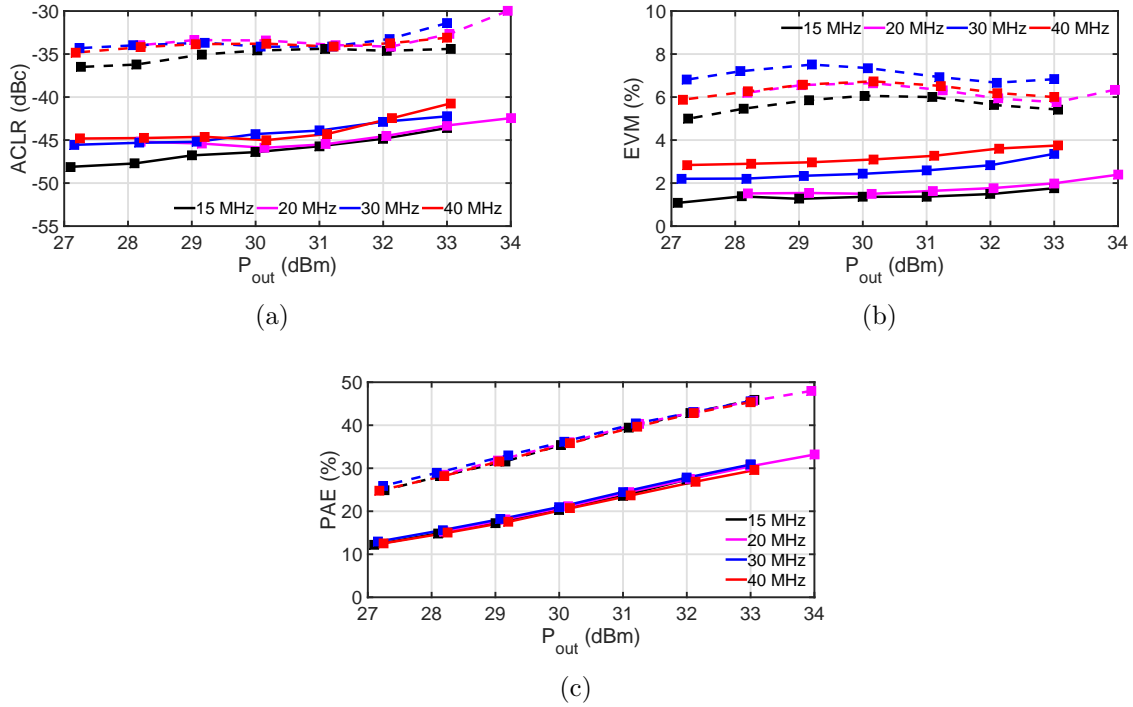 -30
-35
-40
-45
-50
-55
ACLR (dBc)
15 MHz 20 MHz 30 MHz 40 MHz
27 28 29 30 31 32 33 34
P_out (dBm)
(a)
10
8
6
4
2
0
EVM (%)
15 MHz 20 MHz 30 MHz 40 MHz
27 28 29 30 31 32 33 34
P_out (dBm)
(b)
50
40
30
20
10
0
PAE (%)
15 MHz
20 MHz
30 MHz
40 MHz
27 28 29 30 31 32 33 34
P_out (dBm)
(c)